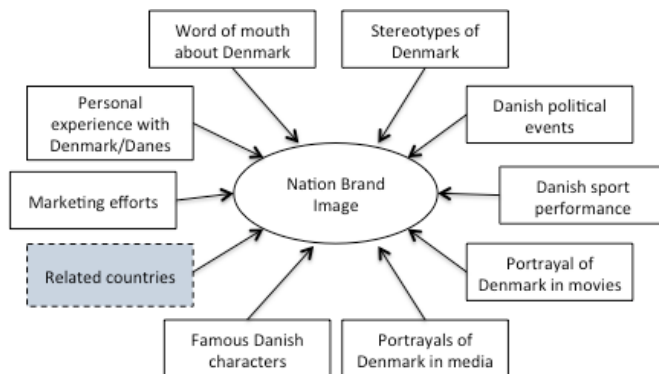 Word of mouth
about Denmark
Stereotypes of
Denmark
Personal
experience with
Denmark/Danes
Danish political
events
Nation Brand
Image
Marketing efforts
Danish sport
performance
Related countries
Portrayal of
Denmark in movies
Famous Danish
characters
Portrayals of
Denmark in media